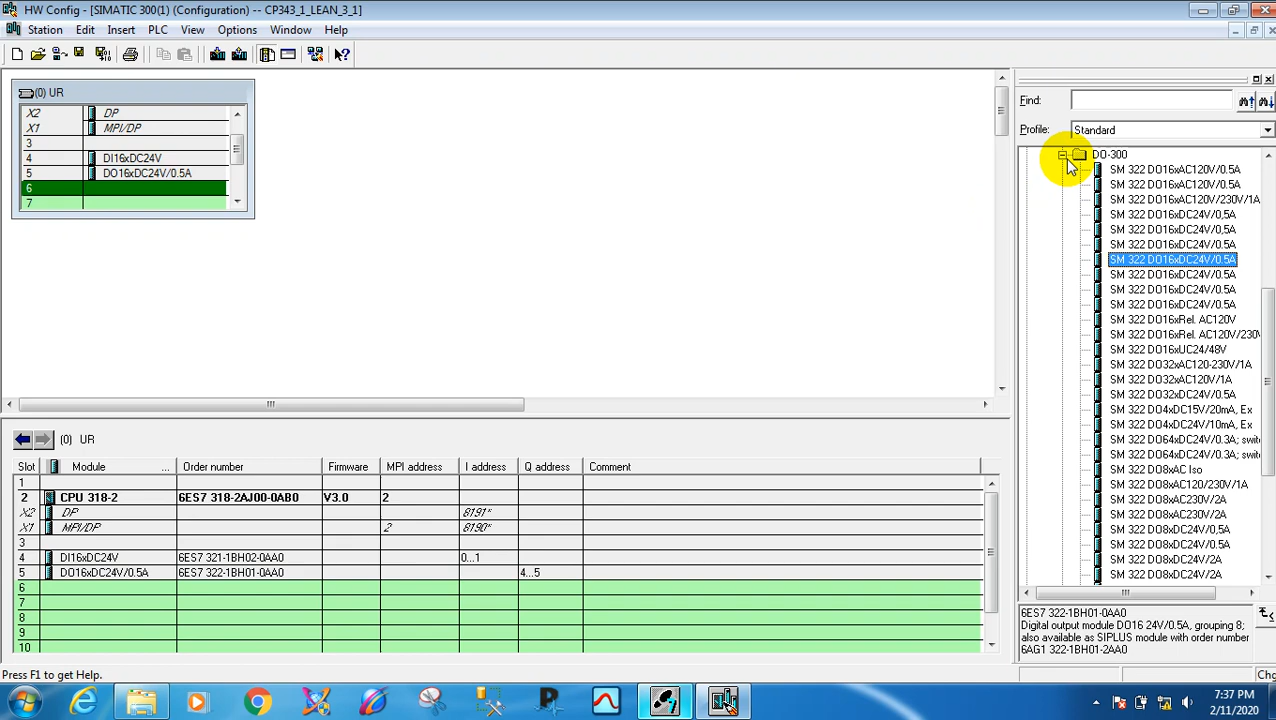 HW Config - [SIMATIC 300(1) (Configuration) -- CP343_1_LEAN_3_1]
Station Edit Insert PLC View Options Window Help
(0) UR
X2 DP
X1 MPI/DP
3
4 DI16xDC24V
5 DO16xDC24V/0.5A
6
7
Find:
Profile: Standard
DO-300
SM 322 DO16xAC120V/0.5A
SM 322 DO16xAC120V/0.5A
SM 322 DO16xAC120V/230V/1A
SM 322 DO16xDC24V/0,5A
SM 322 DO16xDC24V/0,5A
SM 322 DO16xDC24V/0.5A
SM 322 DO16xDC24V/0.5A
SM 322 DO16xDC24V/0.5A
SM 322 DO16xDC24V/0.5A
SM 322 DO16xDC24V/0.5A
SM 322 DO16xRel. AC120V
SM 322 DO16xRel. AC120V/230V
SM 322 DO16xUC24/48V
SM 322 DO32xAC120-230V/1A
SM 322 DO32xAC120V/1A
SM 322 DO32xDC24V/0.5A
SM 322 DO4xDC15V/20mA, Ex
SM 322 DO4xDC24V/10mA, Ex
SM 322 DO64xDC24V/0.3A; switc
SM 322 DO64xDC24V/0.3A; switc
SM 322 DO8xAC Iso
SM 322 DO8xAC120/230V/1A
SM 322 DO8xAC230V/2A
SM 322 DO8xAC230V/2A
SM 322 DO8xDC24V/0,5A
SM 322 DO8xDC24V/0.5A
SM 322 DO8xDC24V/2A
SM 322 DO8xDC24V/2A
6ES7 322-1BH01-0AA0
Digital output module DO16 24V/0.5A, grouping 8;
also available as SIPLUS module with order number
6AG1 322-1BH01-2AA0
(0) UR
Slot Module ... Order number Firmware MPI address I address Q address Comment
1
2 CPU 318-2 6ES7 318-2AJ00-0AB0 V3.0 2
X2 DP 8191*
X1 MPI/DP 2 8190*
3
4 DI16xDC24V 6ES7 321-1BH02-0AA0 0...1
5 DO16xDC24V/0.5A 6ES7 322-1BH01-0AA0 4...5
6
7
8
9
10
Press F1 to get Help.
Chg
7:37 PM
2/11/2020